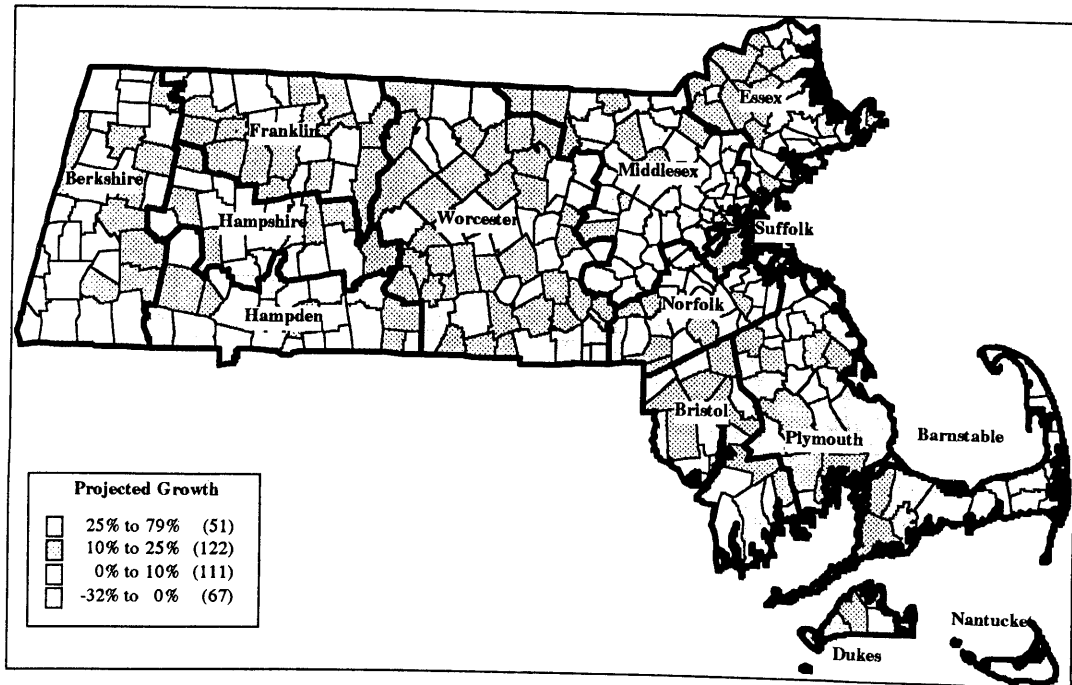 Essex
Franklin
Middlesex
Berkshire
Hampshire
Worcester
Suffolk
Norfolk
Hampden
Bristol
Plymouth
Barnstable
Projected Growth
25% to 79% (51)
10% to 25% (122)
0% to 10% (111)
-32% to 0% (67)
Nantucke
Dukes